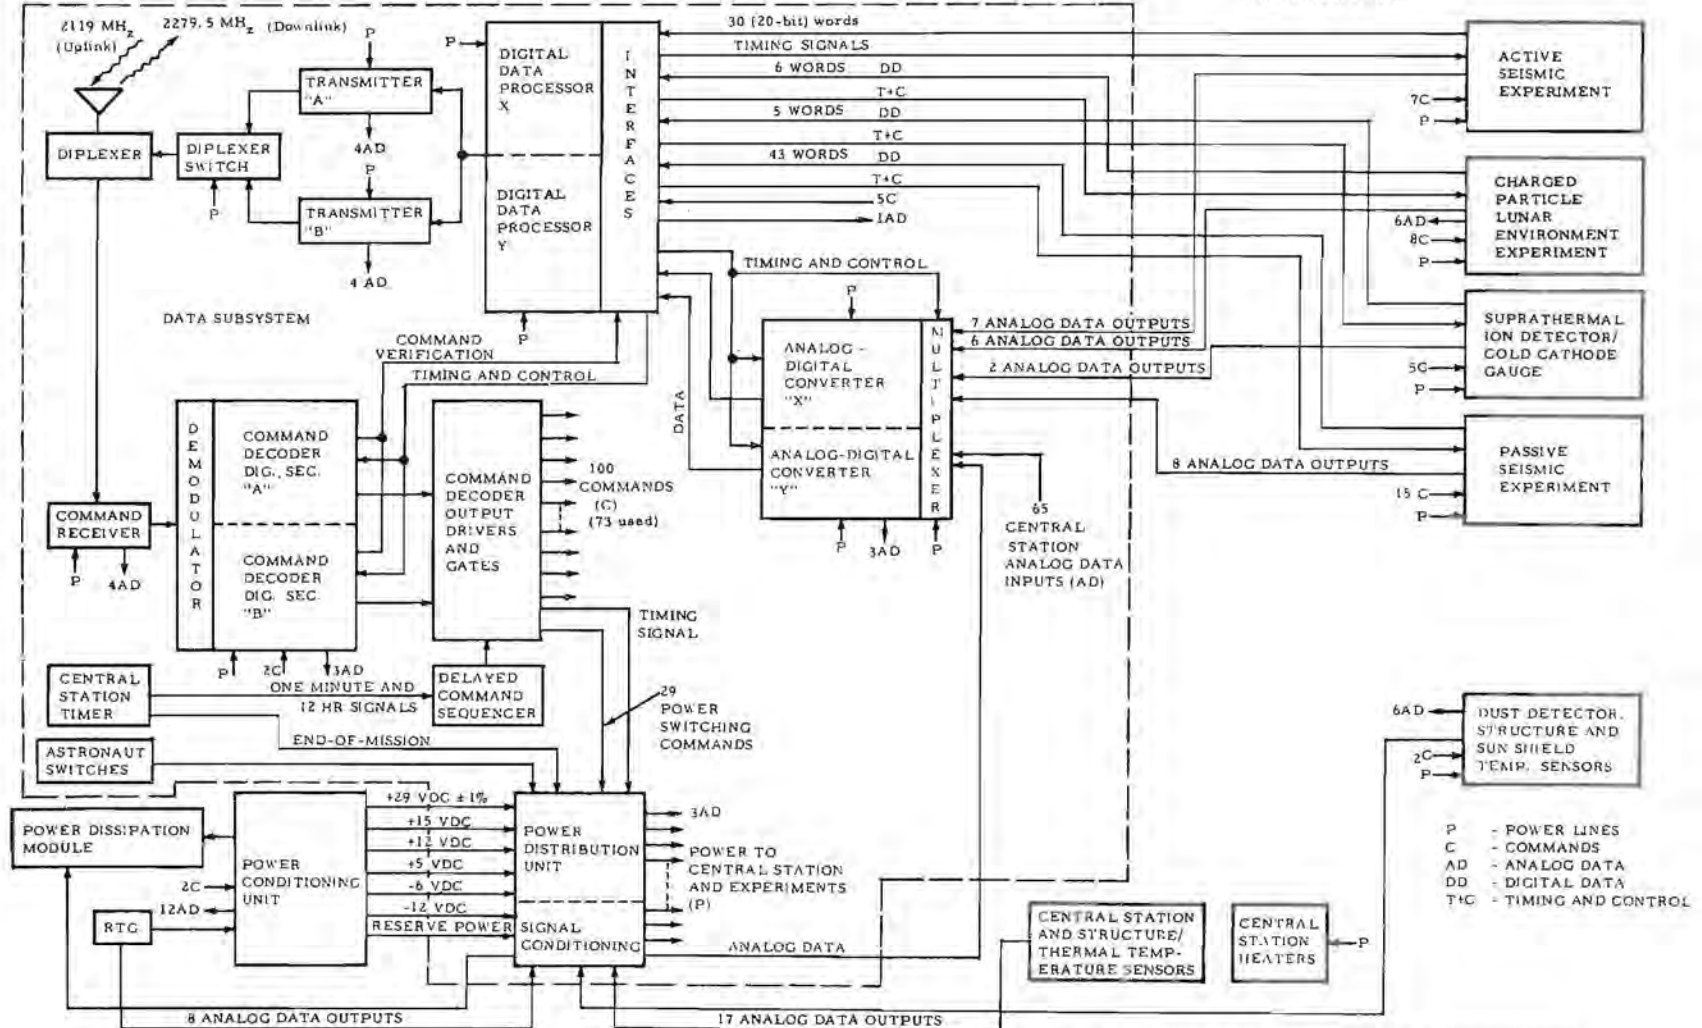 2119 MHz
(Uplink)
2279.5 MHz (Downlink)
P
TRANSMITTER
"A"
4AD
DIPLEXER
DIPLEXER
SWITCH
P
P
TRANSMITTER
"B"
4 AD
P
DIGITAL
DATA
PROCESSOR
X
DIGITAL
DATA
PROCESSOR
Y
INTERFACES
P
30 (20-bit) words
TIMING SIGNALS
6 WORDS DD
T+C
5 WORDS DD
T+C
43 WORDS DD
T+C
5C
1AD
ACTIVE
SEISMIC
EXPERIMENT
7C
P
CHARGED
PARTICLE
LUNAR
ENVIRONMENT
EXPERIMENT
6AD
8C
P
SUPRATHERMAL
ION DETECTOR/
COLD CATHODE
GAUGE
5C
P
PASSIVE
SEISMIC
EXPERIMENT
15 C
P
DATA SUBSYSTEM
COMMAND
VERIFICATION
TIMING AND CONTROL
TIMING AND CONTROL
P
ANALOG -
DIGITAL
CONVERTER
"X"
ANALOG-DIGITAL
CONVERTER
"Y"
MULTIPLEXER
DATA
P
3AD
P
7 ANALOG DATA OUTPUTS
6 ANALOG DATA OUTPUTS
2 ANALOG DATA OUTPUTS
8 ANALOG DATA OUTPUTS
65
CENTRAL
STATION
ANALOG DATA
INPUTS (AD)
COMMAND
RECEIVER
P
4AD
DEMODULATOR
COMMAND
DECODER
DIG. SEC.
"A"
COMMAND
DECODER
DIG. SEC.
"B"
P
2C
3AD
COMMAND
DECODER
OUTPUT
DRIVERS
AND
GATES
100
COMMANDS
(C)
(73 used)
TIMING
SIGNAL
CENTRAL
STATION
TIMER
ONE MINUTE AND
12 HR SIGNALS
DELAYED
COMMAND
SEQUENCER
29
POWER
SWITCHING
COMMANDS
END-OF-MISSION
ASTRONAUT
SWITCHES
POWER DISSIPATION
MODULE
POWER
CONDITIONING
UNIT
2C
12AD
RTG
+29 VDC ± 1%
+15 VDC
+12 VDC
+5 VDC
-6 VDC
-12 VDC
RESERVE POWER
POWER
DISTRIBUTION
UNIT
SIGNAL
CONDITIONING
3AD
POWER TO
CENTRAL STATION
AND EXPERIMENTS
(P)
ANALOG DATA
8 ANALOG DATA OUTPUTS
17 ANALOG DATA OUTPUTS
CENTRAL STATION
AND STRUCTURE/
THERMAL TEMP-
ERATURE SENSORS
CENTRAL
STATION
HEATERS
P
6AD
2C
P
DUST DETECTOR,
STRUCTURE AND
SUN SHIELD
TEMP. SENSORS
P - POWER LINES
C - COMMANDS
AD - ANALOG DATA
DD - DIGITAL DATA
T+C - TIMING AND CONTROL